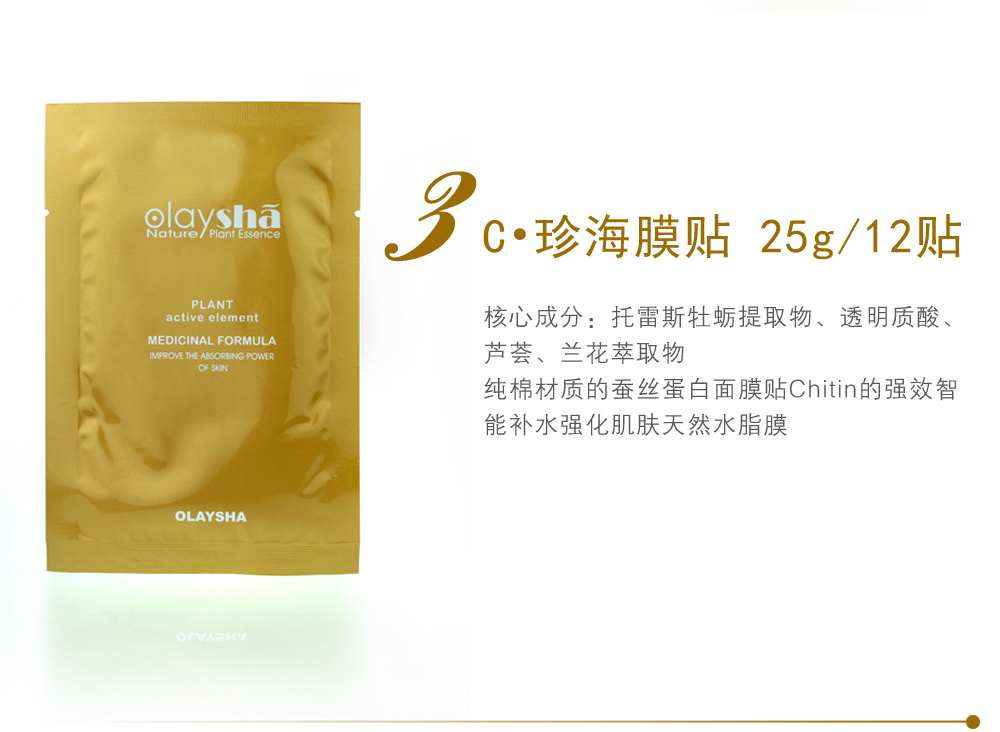 olayshã
Nature Plant Essence
PLANT
active element
MEDICINAL FORMULA
IMPROVE THE ABSORBING POWER
OF SKIN
OLAYSHA
3
C·珍海膜贴 25g/12贴
核心成分：托雷斯牡蛎提取物、透明质酸、
芦荟、兰花萃取物
纯棉材质的蚕丝蛋白面膜贴Chitin的强效智
能补水强化肌肤天然水脂膜